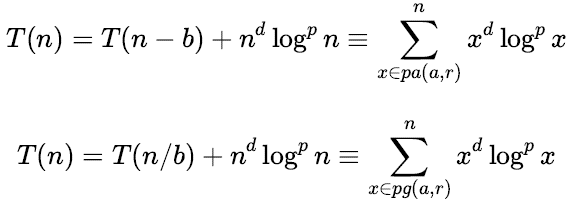 T(n) = T(n − b) + n^d log^p n ≡ ∑_{x∈pa(a,r)}^{n} x^d log^p x
T(n) = T(n/b) + n^d log^p n ≡ ∑_{x∈pg(a,r)}^{n} x^d log^p x